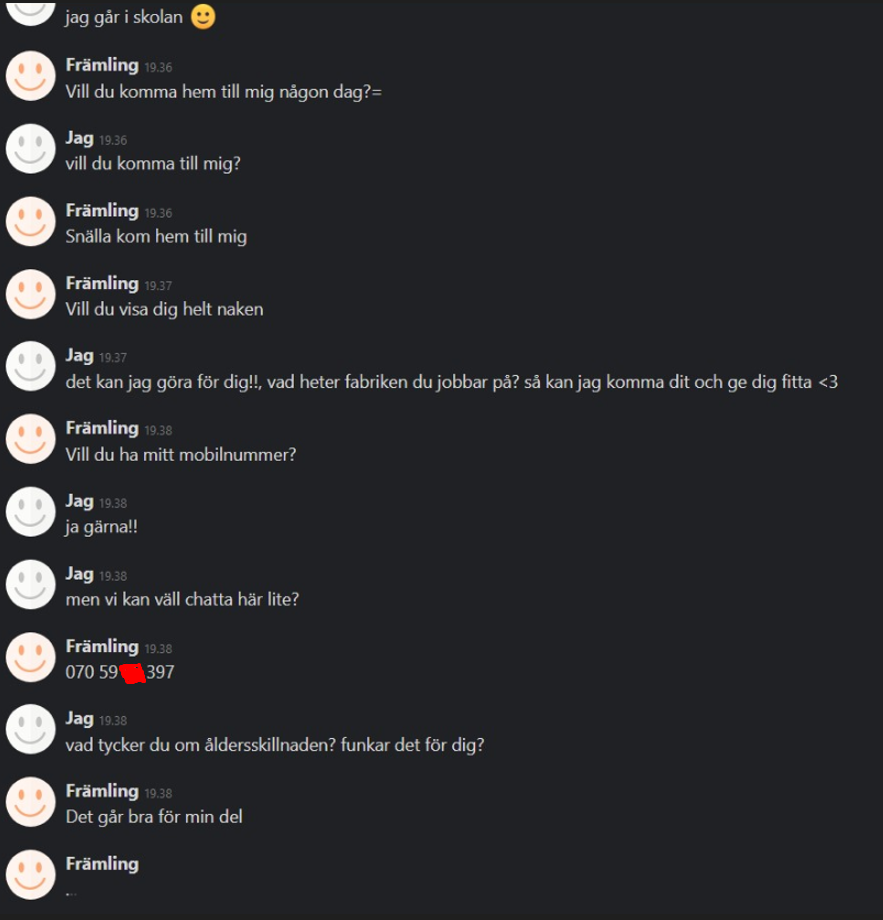 jag går i skolan 🙂
Främling 19.36
Vill du komma hem till mig någon dag?=
Jag 19.36
vill du komma till mig?
Främling 19.36
Snälla kom hem till mig
Främling 19.37
Vill du visa dig helt naken
Jag 19.37
det kan jag göra för dig!!, vad heter fabriken du jobbar på? så kan jag komma dit och ge dig fitta <3
Främling 19.38
Vill du ha mitt mobilnummer?
Jag 19.38
ja gärna!!
Jag 19.38
men vi kan väll chatta här lite?
Främling 19.38
070 59 397
Jag 19.38
vad tycker du om åldersskillnaden? funkar det för dig?
Främling 19.38
Det går bra för min del
Främling
...